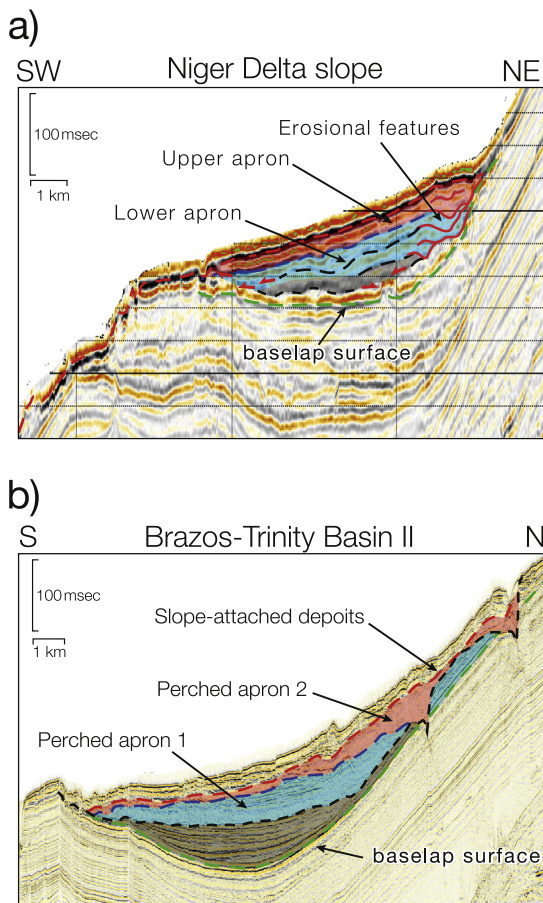 a)
SW Niger Delta slope NE
100 msec
1 km
Erosional features
Upper apron
Lower apron
baselap surface
b)
S Brazos-Trinity Basin II N
100 msec
1 km
Slope-attached depoits
Perched apron 2
Perched apron 1
baselap surface